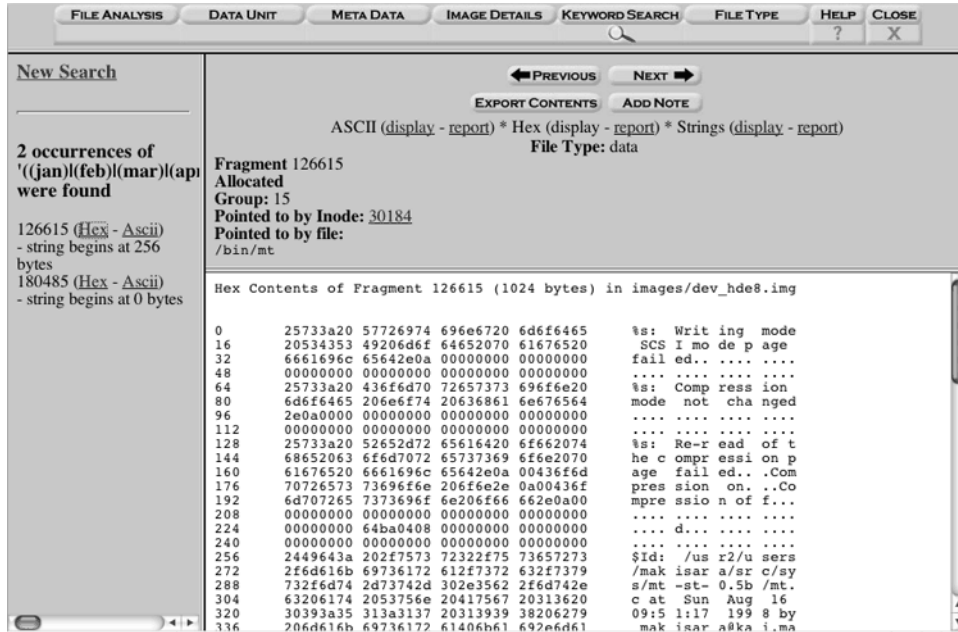 FILE ANALYSIS DATA UNIT META DATA IMAGE DETAILS KEYWORD SEARCH FILE TYPE HELP CLOSE
? X
New Search
2 occurrences of
'((jan)|(feb)|(mar)|(apr
were found
126615 (Hex - Ascii)
- string begins at 256
bytes
180485 (Hex - Ascii)
- string begins at 0 bytes
PREVIOUS NEXT
EXPORT CONTENTS ADD NOTE
ASCII (display - report) * Hex (display - report) * Strings (display - report)
File Type: data
Fragment 126615
Allocated
Group: 15
Pointed to by Inode: 30184
Pointed to by file:
/bin/mt
Hex Contents of Fragment 126615 (1024 bytes) in images/dev_hde8.img
0 25733a20 57726974 696e6720 6d6f6465 %s: Writ ing mode
16 20534353 49206d6f 64652070 61676520 SCS I mo de p age
32 6661696c 65642e0a 00000000 00000000 fail ed.. .... ....
48 00000000 00000000 00000000 00000000 .... .... .... ....
64 25733a20 436f6d70 72657373 696f6e20 %s: Comp ress ion
80 6d6f6465 206e6f74 20636861 6e676564 mode not cha nged
96 2e0a0000 00000000 00000000 00000000 .... .... .... ....
112 00000000 00000000 00000000 00000000 .... .... .... ....
128 25733a20 52652d72 65616420 6f662074 %s: Re-r ead of t
144 68652063 6f6d7072 65737369 6f6e2070 he c ompr essi on p
160 61676520 6661696c 65642e0a 00436f6d age fail ed.. .Com
176 70726573 73696f6e 206f6e2e 0a00436f pres sion on. ..Co
192 6d707265 7373696f 6e206f66 662e0a00 mpre ssio n of f...
208 00000000 00000000 00000000 00000000 .... .... .... ....
224 00000000 64ba0408 00000000 00000000 .... d... .... ....
240 00000000 00000000 00000000 00000000 .... .... .... ....
256 2449643a 202f7573 72322f75 73657273 $Id: /us r2/u sers
272 2f6d616b 69736172 612f7372 632f7379 /mak isar a/sr c/sy
288 732f6d74 2d73742d 302e3562 2f6d742e s/mt -st- 0.5b /mt.
304 63206174 2053756e 20417567 20313620 c at Sun Aug 16
320 30393a35 313a3137 20313939 38206279 09:5 1:17 199 8 by
336 206d616b 69736172 61406b61 692e6d61 mak isar a@ka i.ma